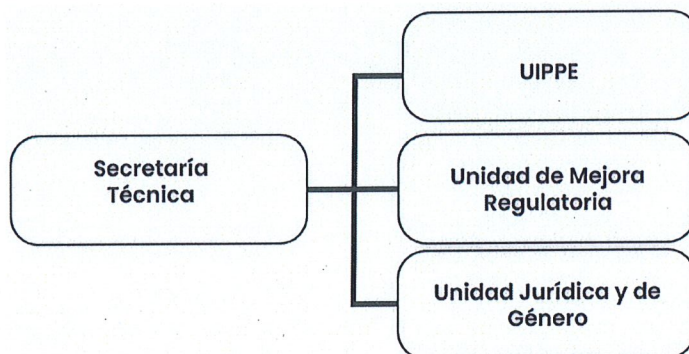 UIPPE
Secretaría
Técnica
Unidad de Mejora
Regulatoria
Unidad Jurídica y de
Género